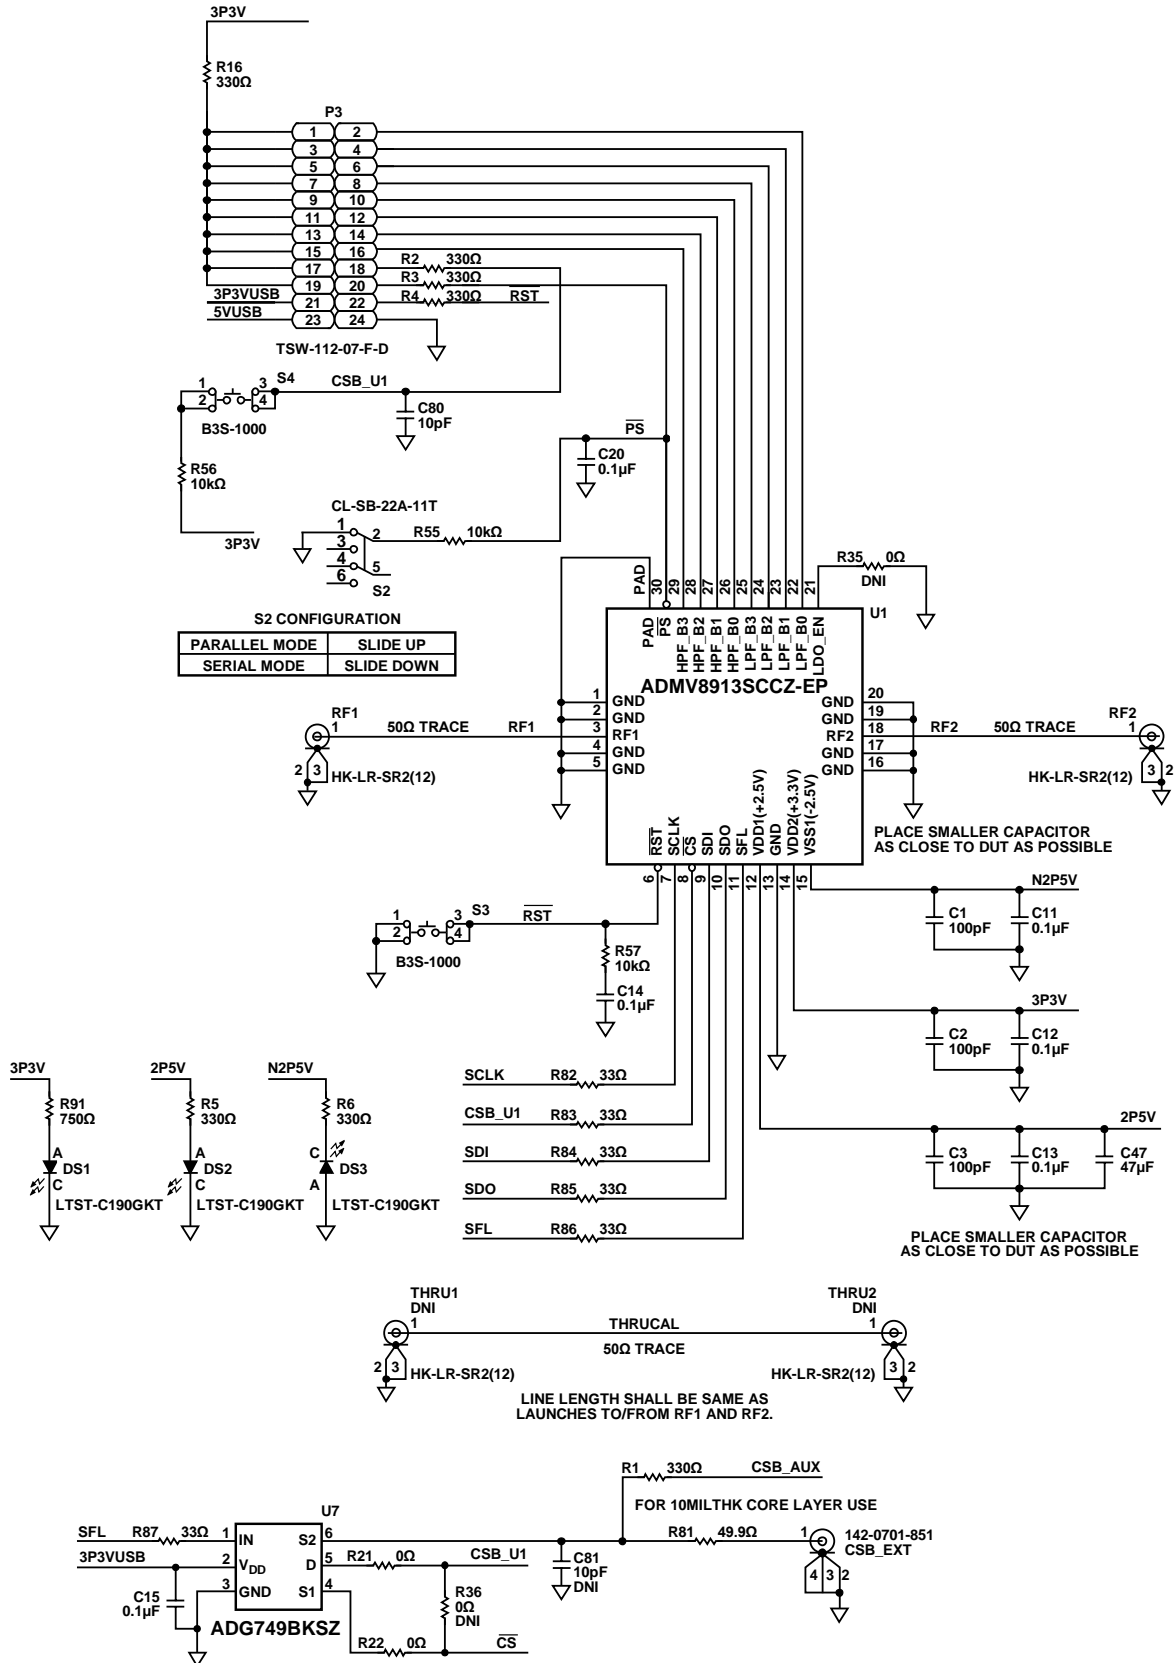 3P3V
R16
330Ω
P3
1 2
3 4
5 6
7 8
9 10
11 12
13 14
15 16
17 18
19 20
21 22
23 24
R2 330Ω
R3 330Ω
R4 330Ω RST
3P3VUSB
5VUSB
TSW-112-07-F-D
1 3 S4 CSB_U1
2 4
B3S-1000
C80
10pF
PS
C20
0.1µF
R56
10kΩ
3P3V
CL-SB-22A-11T
1 2 R55 10kΩ
3
4 5
6
S2
S2 CONFIGURATION
PARALLEL MODE SLIDE UP
SERIAL MODE SLIDE DOWN
R35 0Ω
DNI
U1
PAD 30 29 28 27 26 25 24 23 22 21
PAD PS HPF_B3 HPF_B2 HPF_B1 HPF_B0 LPF_B3 LPF_B2 LPF_B1 LPF_B0 LDO_EN
ADMV8913SCCZ-EP
1 GND GND 20
2 GND GND 19
3 RF1 RF2 18
4 GND GND 17
5 GND GND 16
RF1
1 50Ω TRACE RF1
2 3 HK-LR-SR2(12)
RF2
RF2 50Ω TRACE 1
HK-LR-SR2(12) 3 2
RST SCLK CS SDI SDO SFL VDD1(+2.5V) GND VDD2(+3.3V) VSS1(-2.5V)
6 7 8 9 10 11 12 13 14 15
PLACE SMALLER CAPACITOR
AS CLOSE TO DUT AS POSSIBLE
N2P5V
C1
100pF
C11
0.1µF
1 3 S3 RST
2 4
B3S-1000
R57
10kΩ
C14
0.1µF
3P3V
C2
100pF
C12
0.1µF
3P3V
R91
750Ω
A
DS1
C
LTST-C190GKT
2P5V
R5
330Ω
A
DS2
C
LTST-C190GKT
N2P5V
R6
330Ω
C
DS3
A
LTST-C190GKT
SCLK R82 33Ω
CSB_U1 R83 33Ω
SDI R84 33Ω
SDO R85 33Ω
SFL R86 33Ω
2P5V
C3
100pF
C13
0.1µF
C47
47µF
PLACE SMALLER CAPACITOR
AS CLOSE TO DUT AS POSSIBLE
THRU1
DNI
1
2 3 HK-LR-SR2(12)
THRUCAL
50Ω TRACE
THRU2
DNI
1
HK-LR-SR2(12) 3 2
LINE LENGTH SHALL BE SAME AS
LAUNCHES TO/FROM RF1 AND RF2.
R1 330Ω CSB_AUX
FOR 10MILTHK CORE LAYER USE
U7
SFL R87 33Ω 1 IN S2 6
3P3VUSB 2 VDD D 5 R21 0Ω CSB_U1
3 GND S1 4
C15
0.1µF
ADG749BKSZ
R36
0Ω
DNI
R22 0Ω CS
C81
10pF
DNI
R81 49.9Ω 1
142-0701-851
CSB_EXT
4 3 2